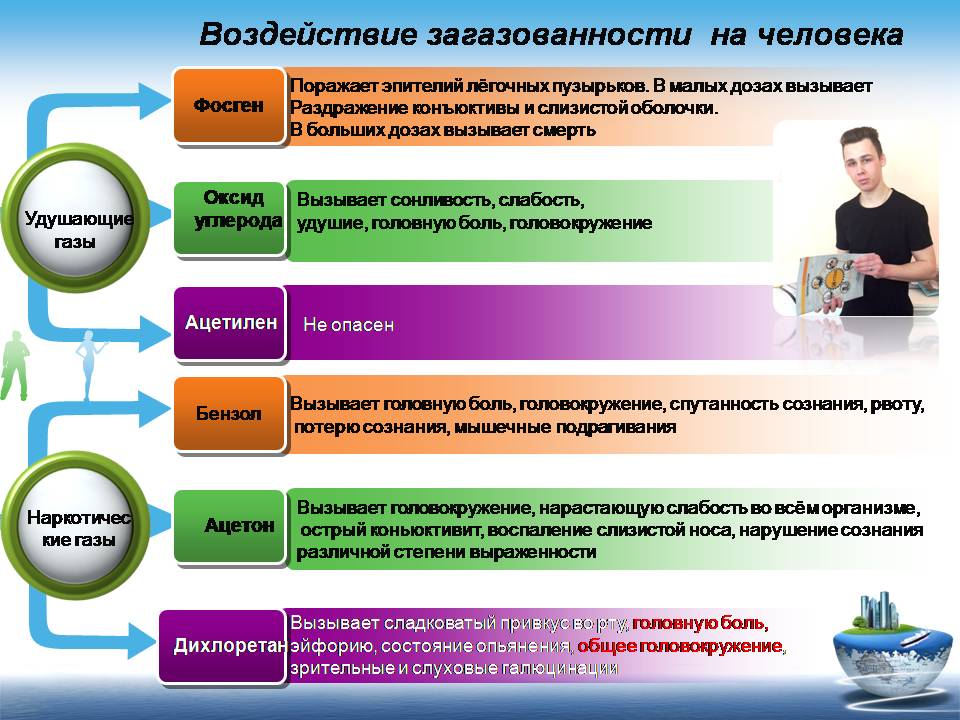 Воздействие загазованности на человека
Удушающие
газы
Фосген
Поражает эпителий лёгочных пузырьков. В малых дозах вызывает
Раздражение конъюктивы и слизистой оболочки.
В больших дозах вызывает смерть
Оксид
углерода
Вызывает сонливость, слабость,
удушие, головную боль, головокружение
Ацетилен
Не опасен
Наркотичес
кие газы
Бензол
Вызывает головную боль, головокружение, спутанность сознания, рвоту,
потерю сознания, мышечные подрагивания
Ацетон
Вызывает головокружение, нарастающую слабость во всём организме,
острый коньюктивит, воспаление слизистой носа, нарушение сознания
различной степени выраженности
Дихлоретан
Вызывает сладковатый привкус во рту, головную боль,
эйфорию, состояние опьянения, общее головокружение,
зрительные и слуховые галюцинации